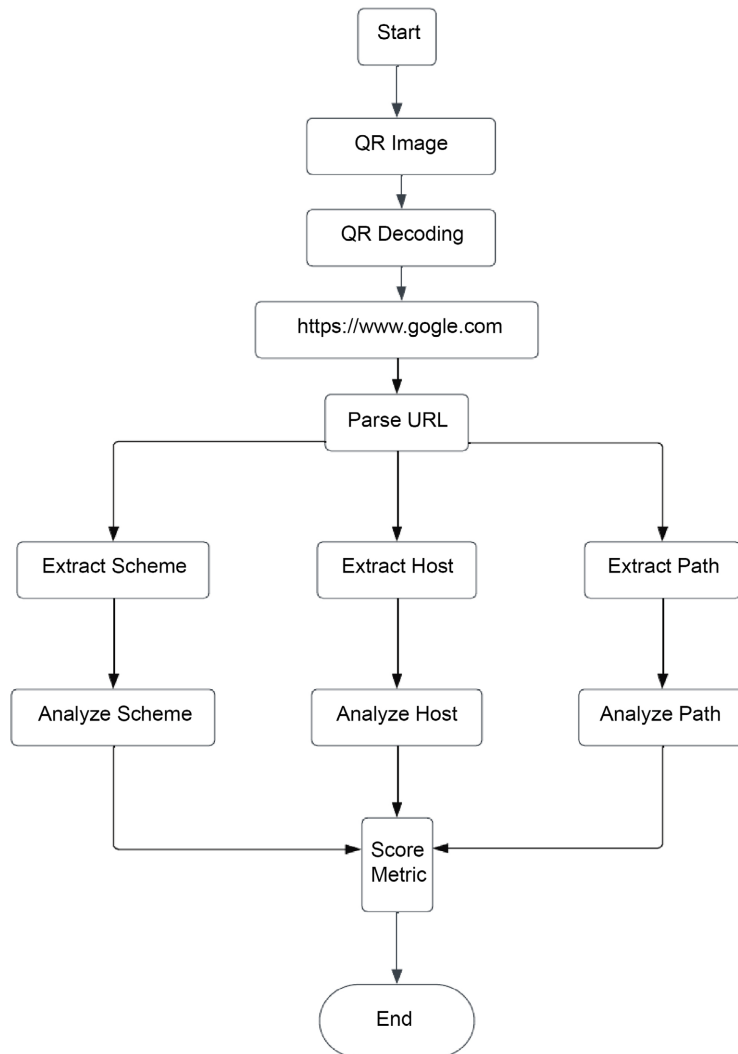 Start
QR Image
QR Decoding
https://www.gogle.com
Parse URL
Extract Scheme
Extract Host
Extract Path
Analyze Scheme
Analyze Host
Analyze Path
Score
Metric
End